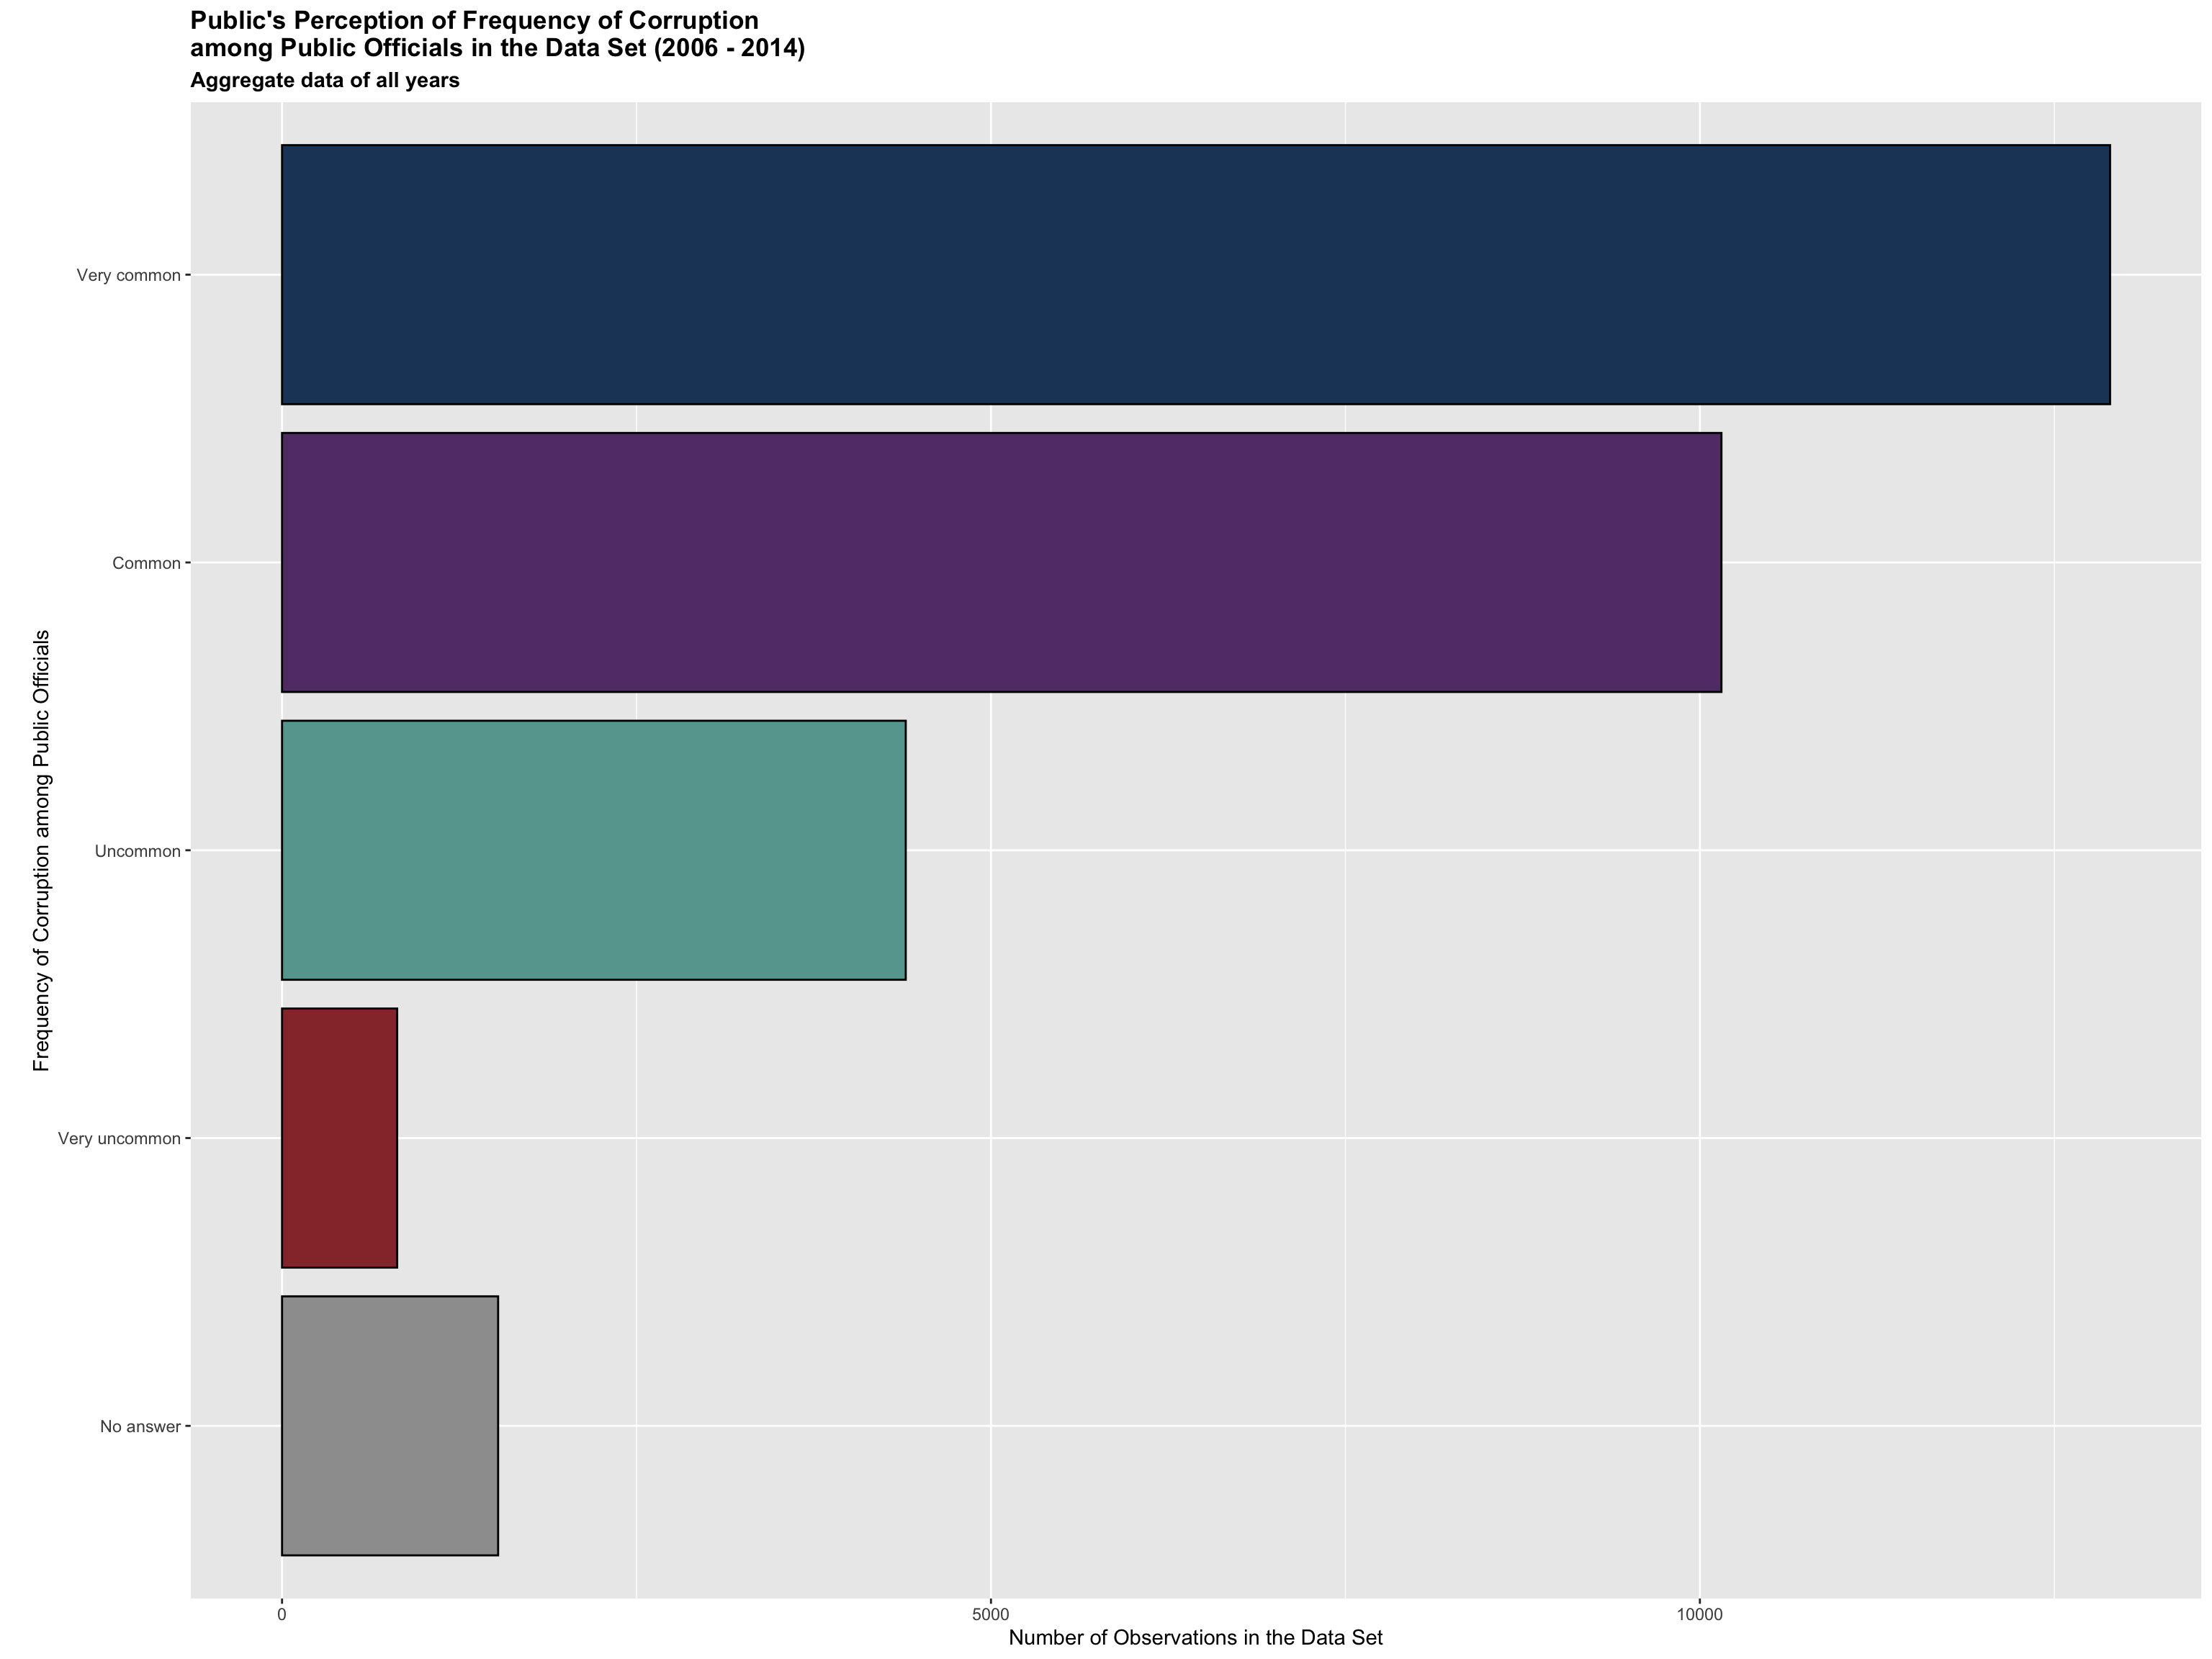 Public's Perception of Frequency of Corruption
among Public Officials in the Data Set (2006 - 2014)
Aggregate data of all years
Frequency of Corruption among Public Officials
Very common
Common
Uncommon
Very uncommon
No answer
0 5000 10000
Number of Observations in the Data Set